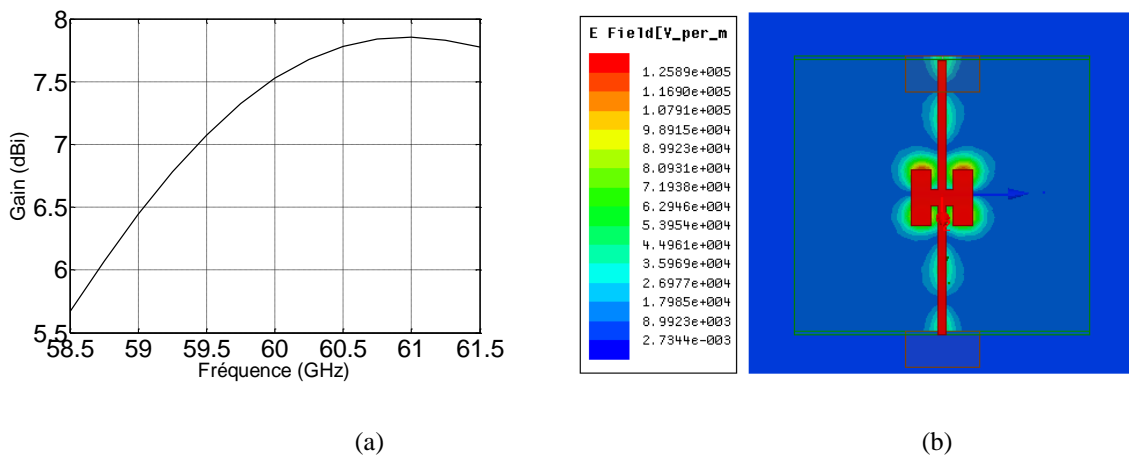 8
7.5
7
6.5
6
5.5
Gain (dBi)
58.5 59 59.5 60 60.5 61 61.5
Fréquence (GHz)
E Field[V_per_m
1.2589e+005
1.1690e+005
1.0791e+005
9.8915e+004
8.9923e+004
8.0931e+004
7.1938e+004
6.2946e+004
5.3954e+004
4.4961e+004
3.5969e+004
2.6977e+004
1.7985e+004
8.9923e+003
2.7344e-003
(a)
(b)